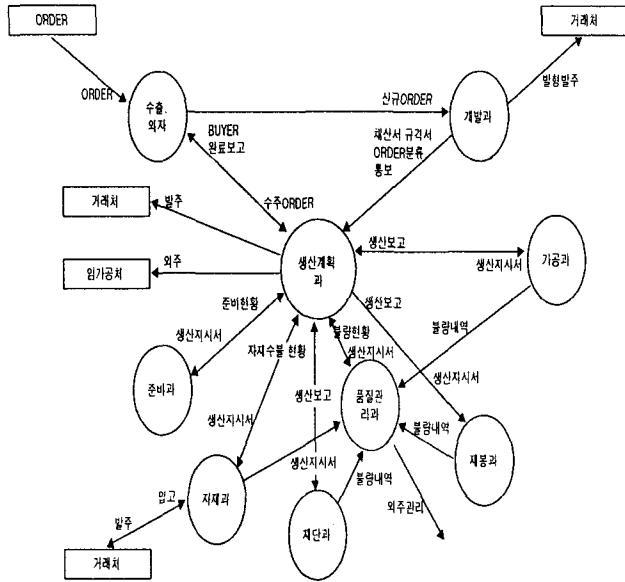 ORDER
거래처
ORDER
수출.
외자
신규ORDER
개발과
발형발주
BUYER
완료보고
채산서 규격서
ORDER분류
통보
거래처
발주
수주ORDER
생산계획
과
생산보고
생산지시서
가공과
임가공처
외주
준비현황
생산보고
생산지시서
자재수불 현황
불량현황
생산지시서
불량내역
준비과
생산보고
품질관
리과
생산지시서
생산지시서
불량내역
재봉과
생산지시서
입고
자재과
불량내역
발주
재단과
외주관리
거래처